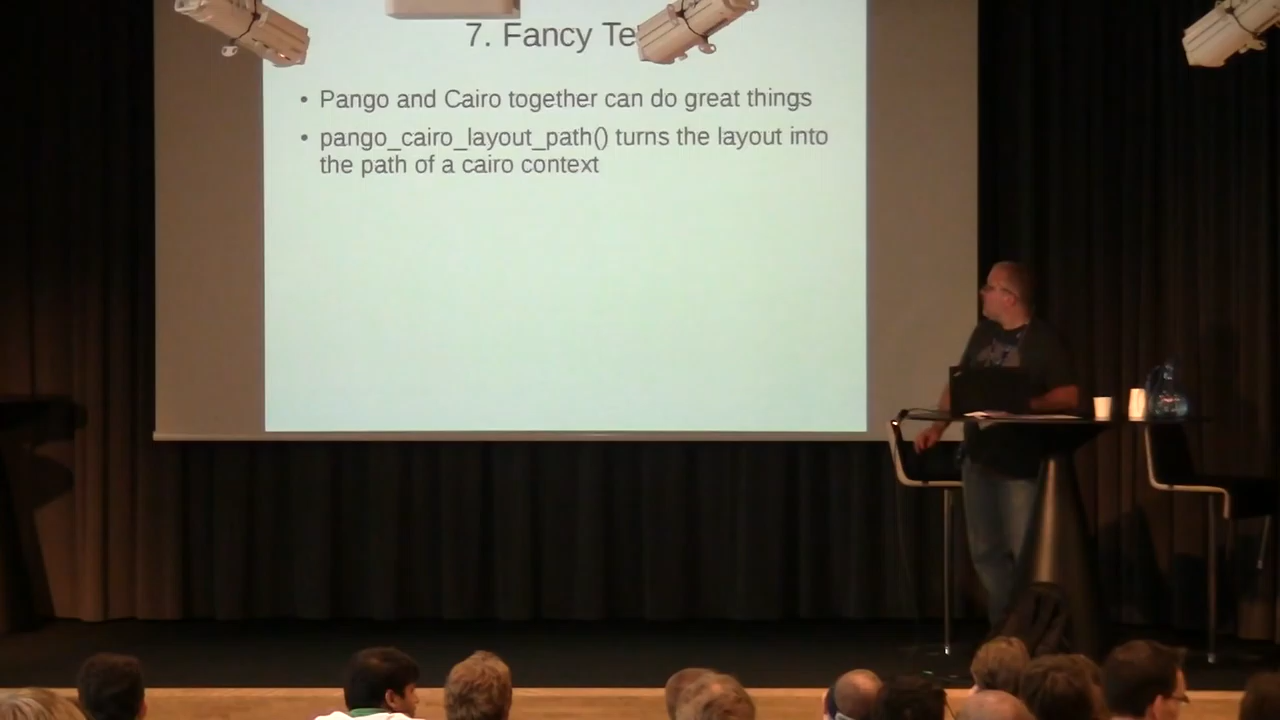 7. Fancy
• Pango and Cairo together can do great things
• pango_cairo_layout_path() turns the layout into
the path of a cairo context